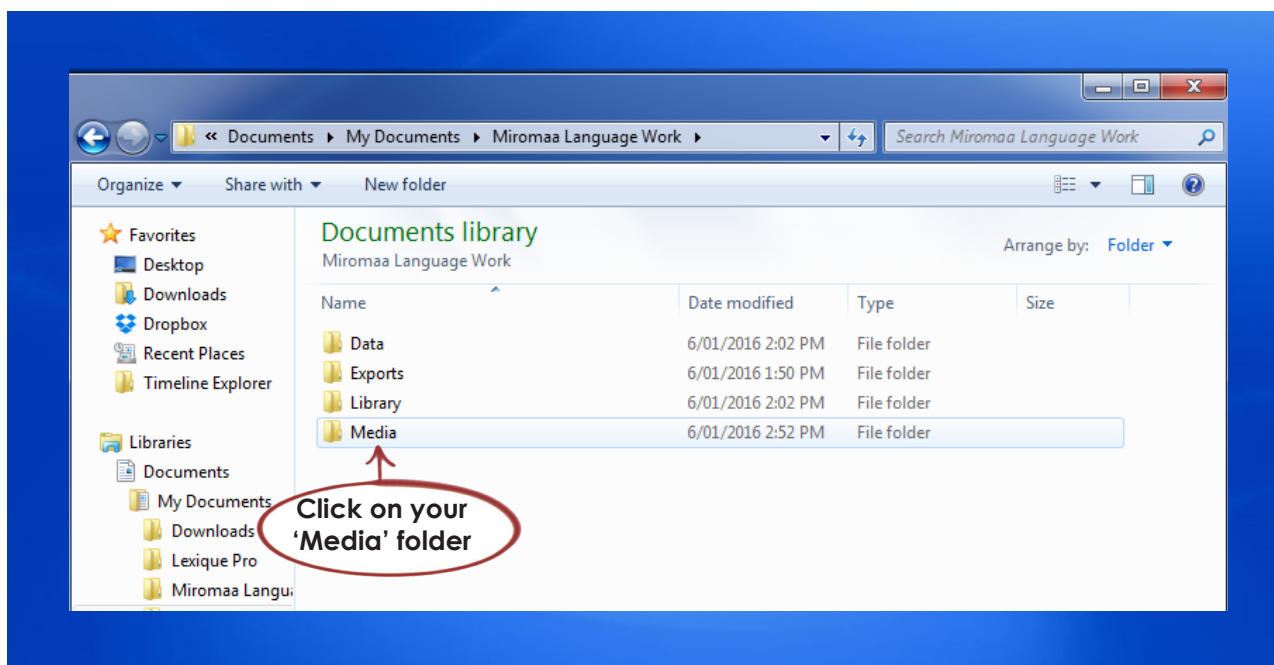 « Documents ▸ My Documents ▸ Miromaa Language Work ▸
Search Miromaa Language Work
Organize ▾ Share with ▾ New folder
Favorites
Desktop
Downloads
Dropbox
Recent Places
Timeline Explorer
Libraries
Documents
My Documents
Downloads
Lexique Pro
Miromaa Langu
Documents library
Miromaa Language Work
Arrange by: Folder ▾
Name Date modified Type Size
Data 6/01/2016 2:02 PM File folder
Exports 6/01/2016 1:50 PM File folder
Library 6/01/2016 2:02 PM File folder
Media 6/01/2016 2:52 PM File folder
Click on your
‘Media’ folder